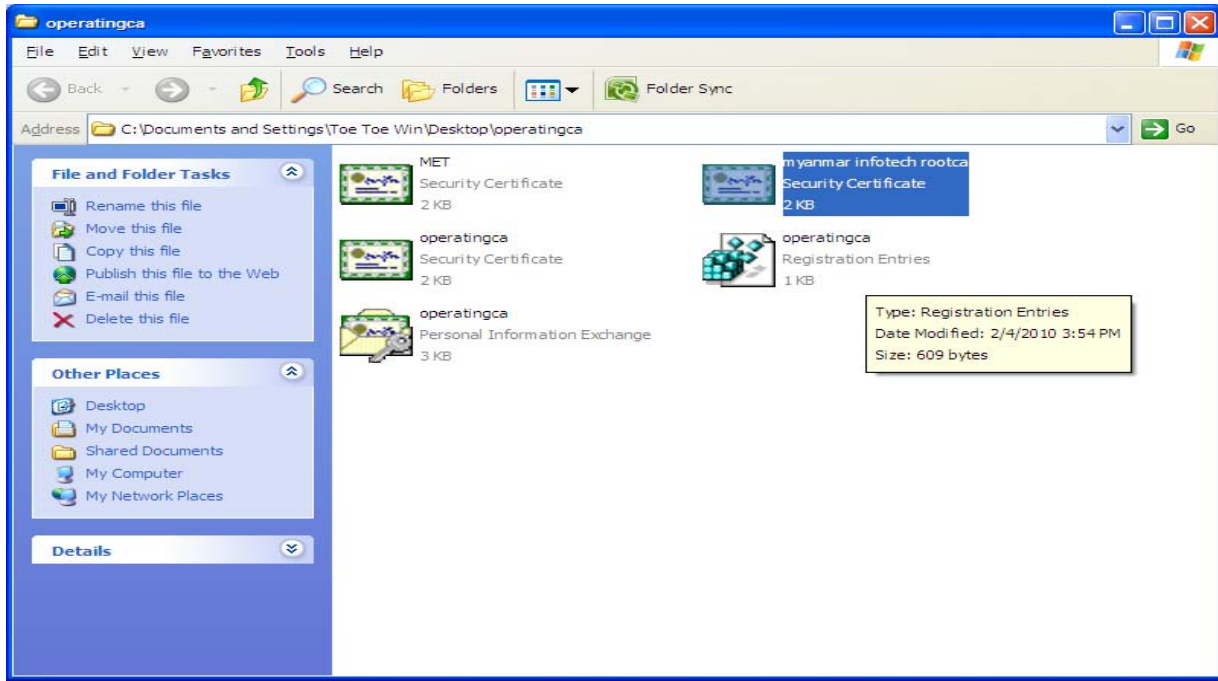 operatingca
File Edit View Favorites Tools Help
Back Search Folders Folder Sync
Address C:\Documents and Settings\Toe Toe Win\Desktop\operatingca Go
File and Folder Tasks
Rename this file
Move this file
Copy this file
Publish this file to the Web
E-mail this file
Delete this file
Other Places
Desktop
My Documents
Shared Documents
My Computer
My Network Places
Details
MET
Security Certificate
2 KB
myanmar infotech rootca
Security Certificate
2 KB
operatingca
Security Certificate
2 KB
operatingca
Registration Entries
1 KB
operatingca
Personal Information Exchange
3 KB
Type: Registration Entries
Date Modified: 2/4/2010 3:54 PM
Size: 609 bytes